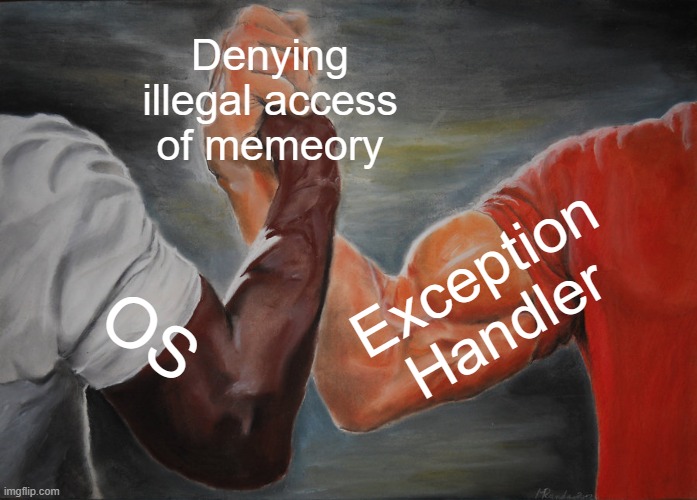 Denying
illegal access
of memeory
OS
Exception
Handler
imgflip.com